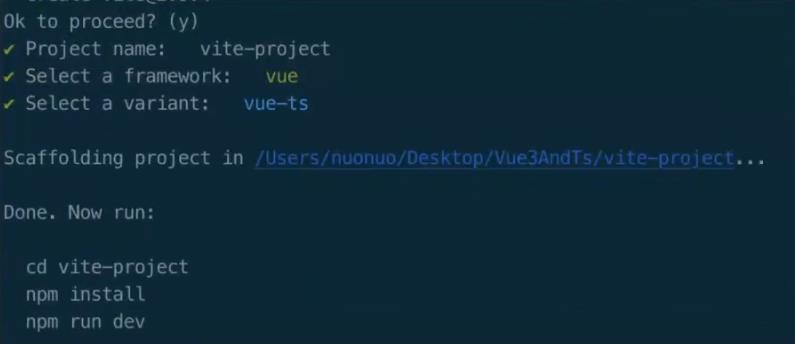 Ok to proceed? (y)
✔ Project name: vite-project
✔ Select a framework: vue
✔ Select a variant: vue-ts
Scaffolding project in /Users/nuonuo/Desktop/Vue3AndTs/vite-project...
Done. Now run:
cd vite-project
npm install
npm run dev